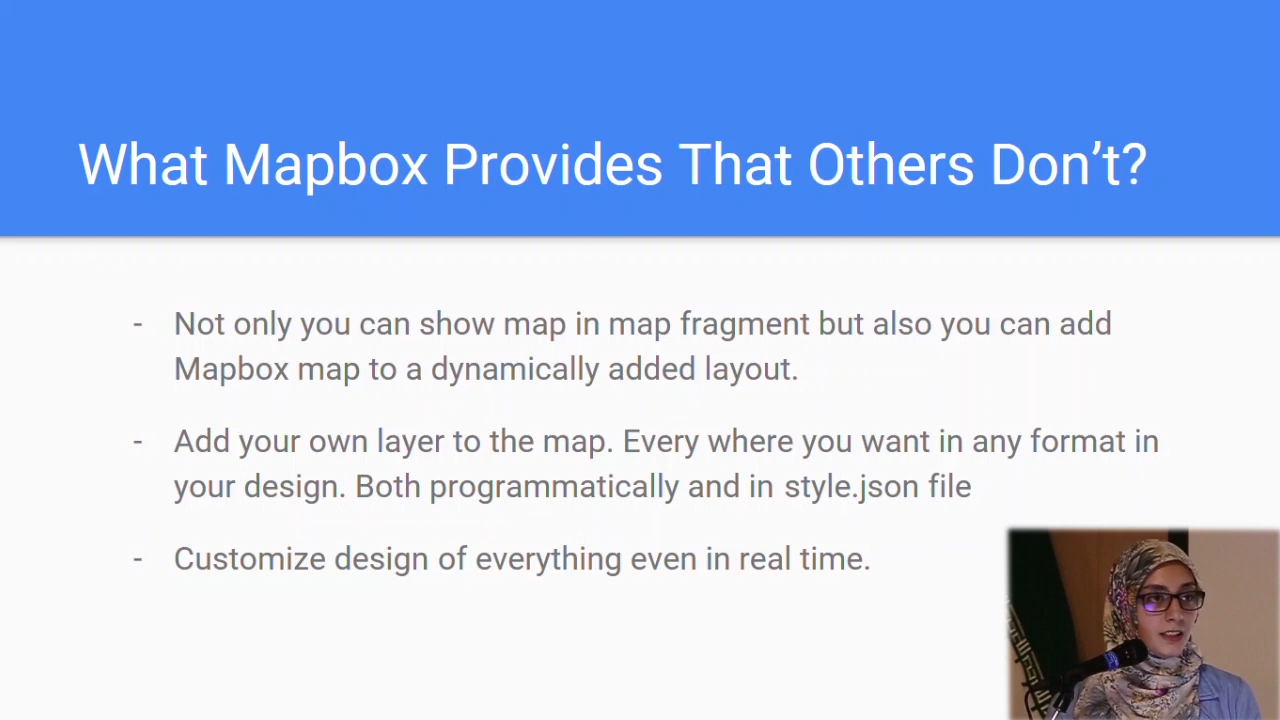 What Mapbox Provides That Others Don’t?
- Not only you can show map in map fragment but also you can add
Mapbox map to a dynamically added layout.
- Add your own layer to the map. Every where you want in any format in
your design. Both programmatically and in style.json file
- Customize design of everything even in real time.